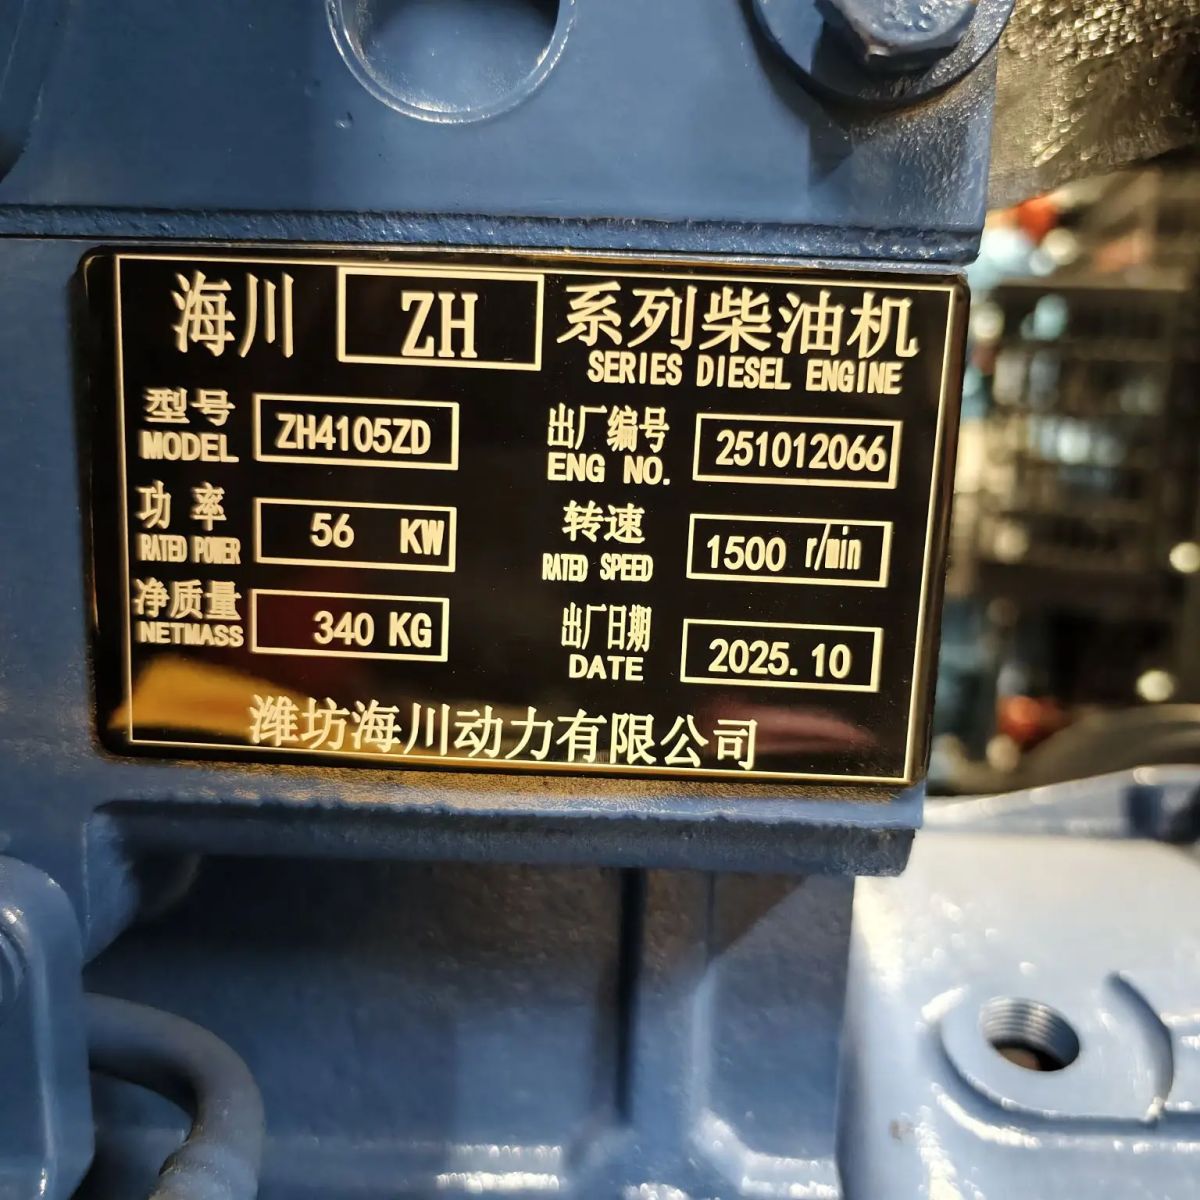 海川 ZH 系列柴油机
SERIES DIESEL ENGINE
型号 ZH4105ZD 出厂编号 251012066
MODEL ENG NO.
功率 56 KW 转速 1500 r/min
RATED POWER RATED SPEED
净质量 340 KG 出厂日期 2025.10
NETMASS DATE
潍坊海川动力有限公司